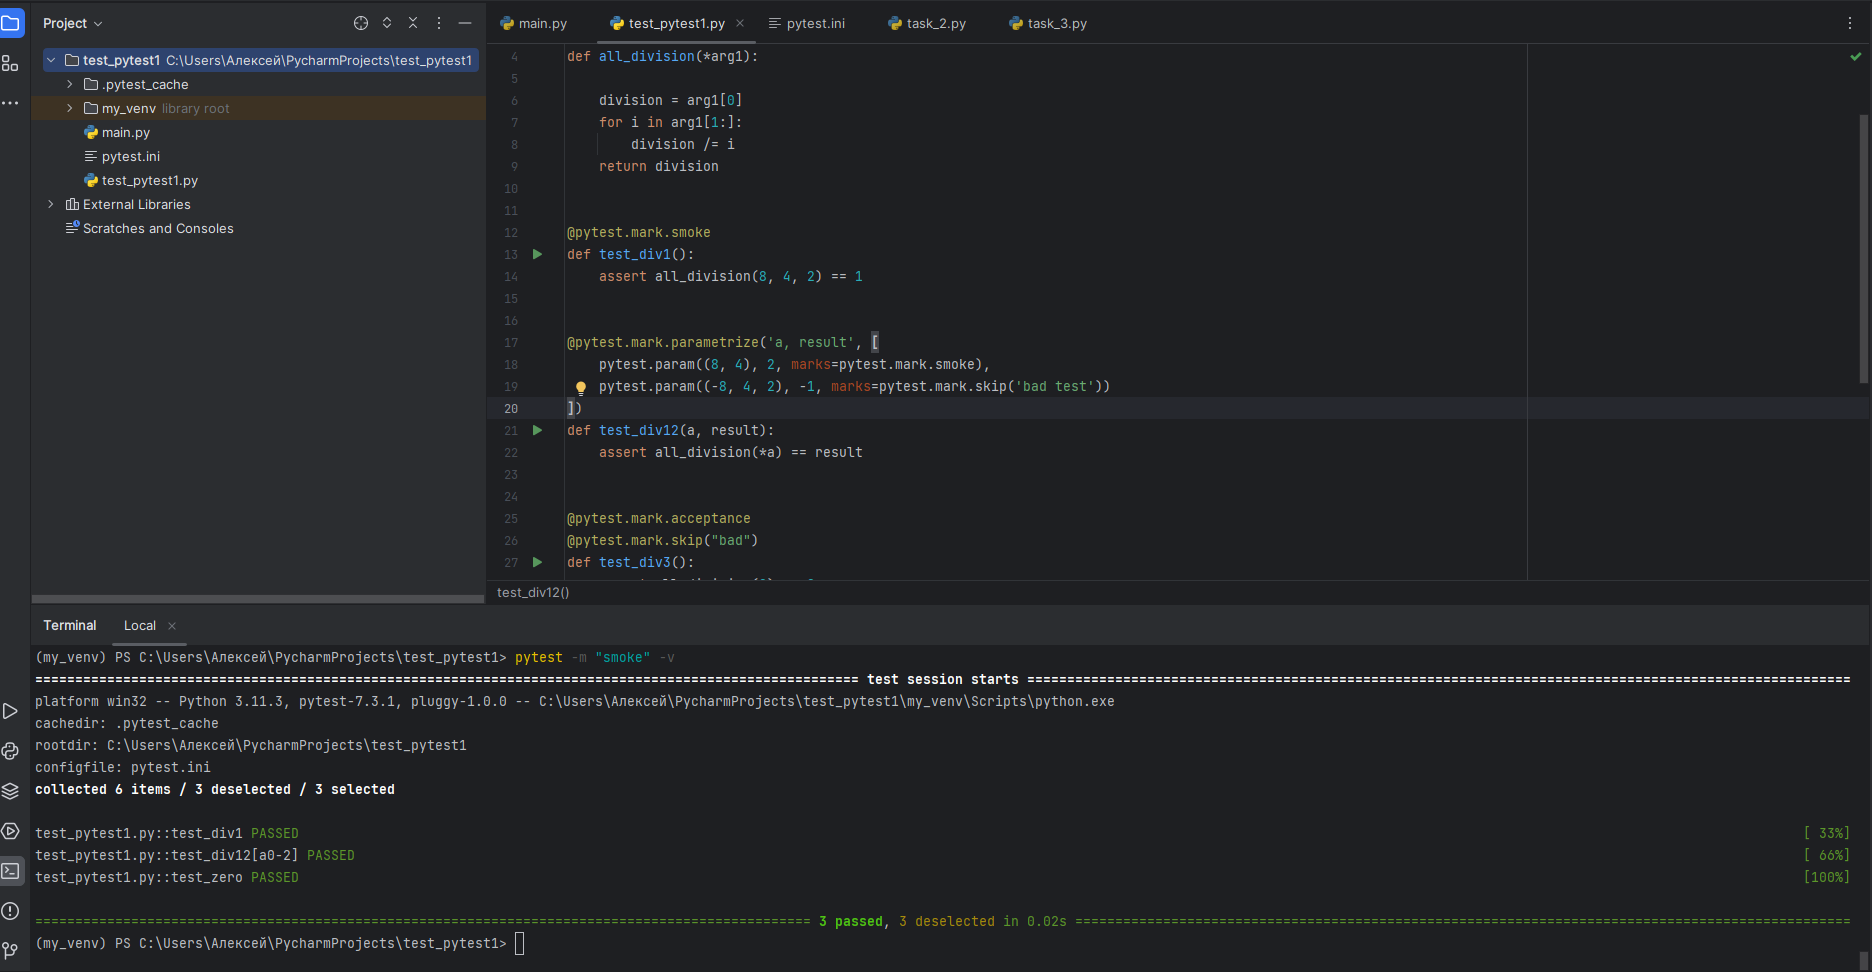 Project
test_pytest1 C:\Users\Алексей\PycharmProjects\test_pytest1
.pytest_cache
my_venv library root
main.py
pytest.ini
test_pytest1.py
External Libraries
Scratches and Consoles
main.py
test_pytest1.py
pytest.ini
task_2.py
task_3.py
4 def all_division(*arg1):
5
6 division = arg1[0]
7 for i in arg1[1:]:
8 division /= i
9 return division
10
11
12 @pytest.mark.smoke
13 def test_div1():
14 assert all_division(8, 4, 2) == 1
15
16
17 @pytest.mark.parametrize('a, result', [
18 pytest.param((8, 4), 2, marks=pytest.mark.smoke),
19 pytest.param((-8, 4, 2), -1, marks=pytest.mark.skip('bad test'))
20 ])
21 def test_div12(a, result):
22 assert all_division(*a) == result
23
24
25 @pytest.mark.acceptance
26 @pytest.mark.skip("bad")
27 def test_div3():
test_div12()
Terminal
Local
(my_venv) PS C:\Users\Алексей\PycharmProjects\test_pytest1> pytest -m "smoke" -v
test session starts
platform win32 -- Python 3.11.3, pytest-7.3.1, pluggy-1.0.0 -- C:\Users\Алексей\PycharmProjects\test_pytest1\my_venv\Scripts\python.exe
cachedir: .pytest_cache
rootdir: C:\Users\Алексей\PycharmProjects\test_pytest1
configfile: pytest.ini
collected 6 items / 3 deselected / 3 selected
test_pytest1.py::test_div1 PASSED [ 33%]
test_pytest1.py::test_div12[a0-2] PASSED [ 66%]
test_pytest1.py::test_zero PASSED [100%]
3 passed, 3 deselected in 0.02s
(my_venv) PS C:\Users\Алексей\PycharmProjects\test_pytest1>